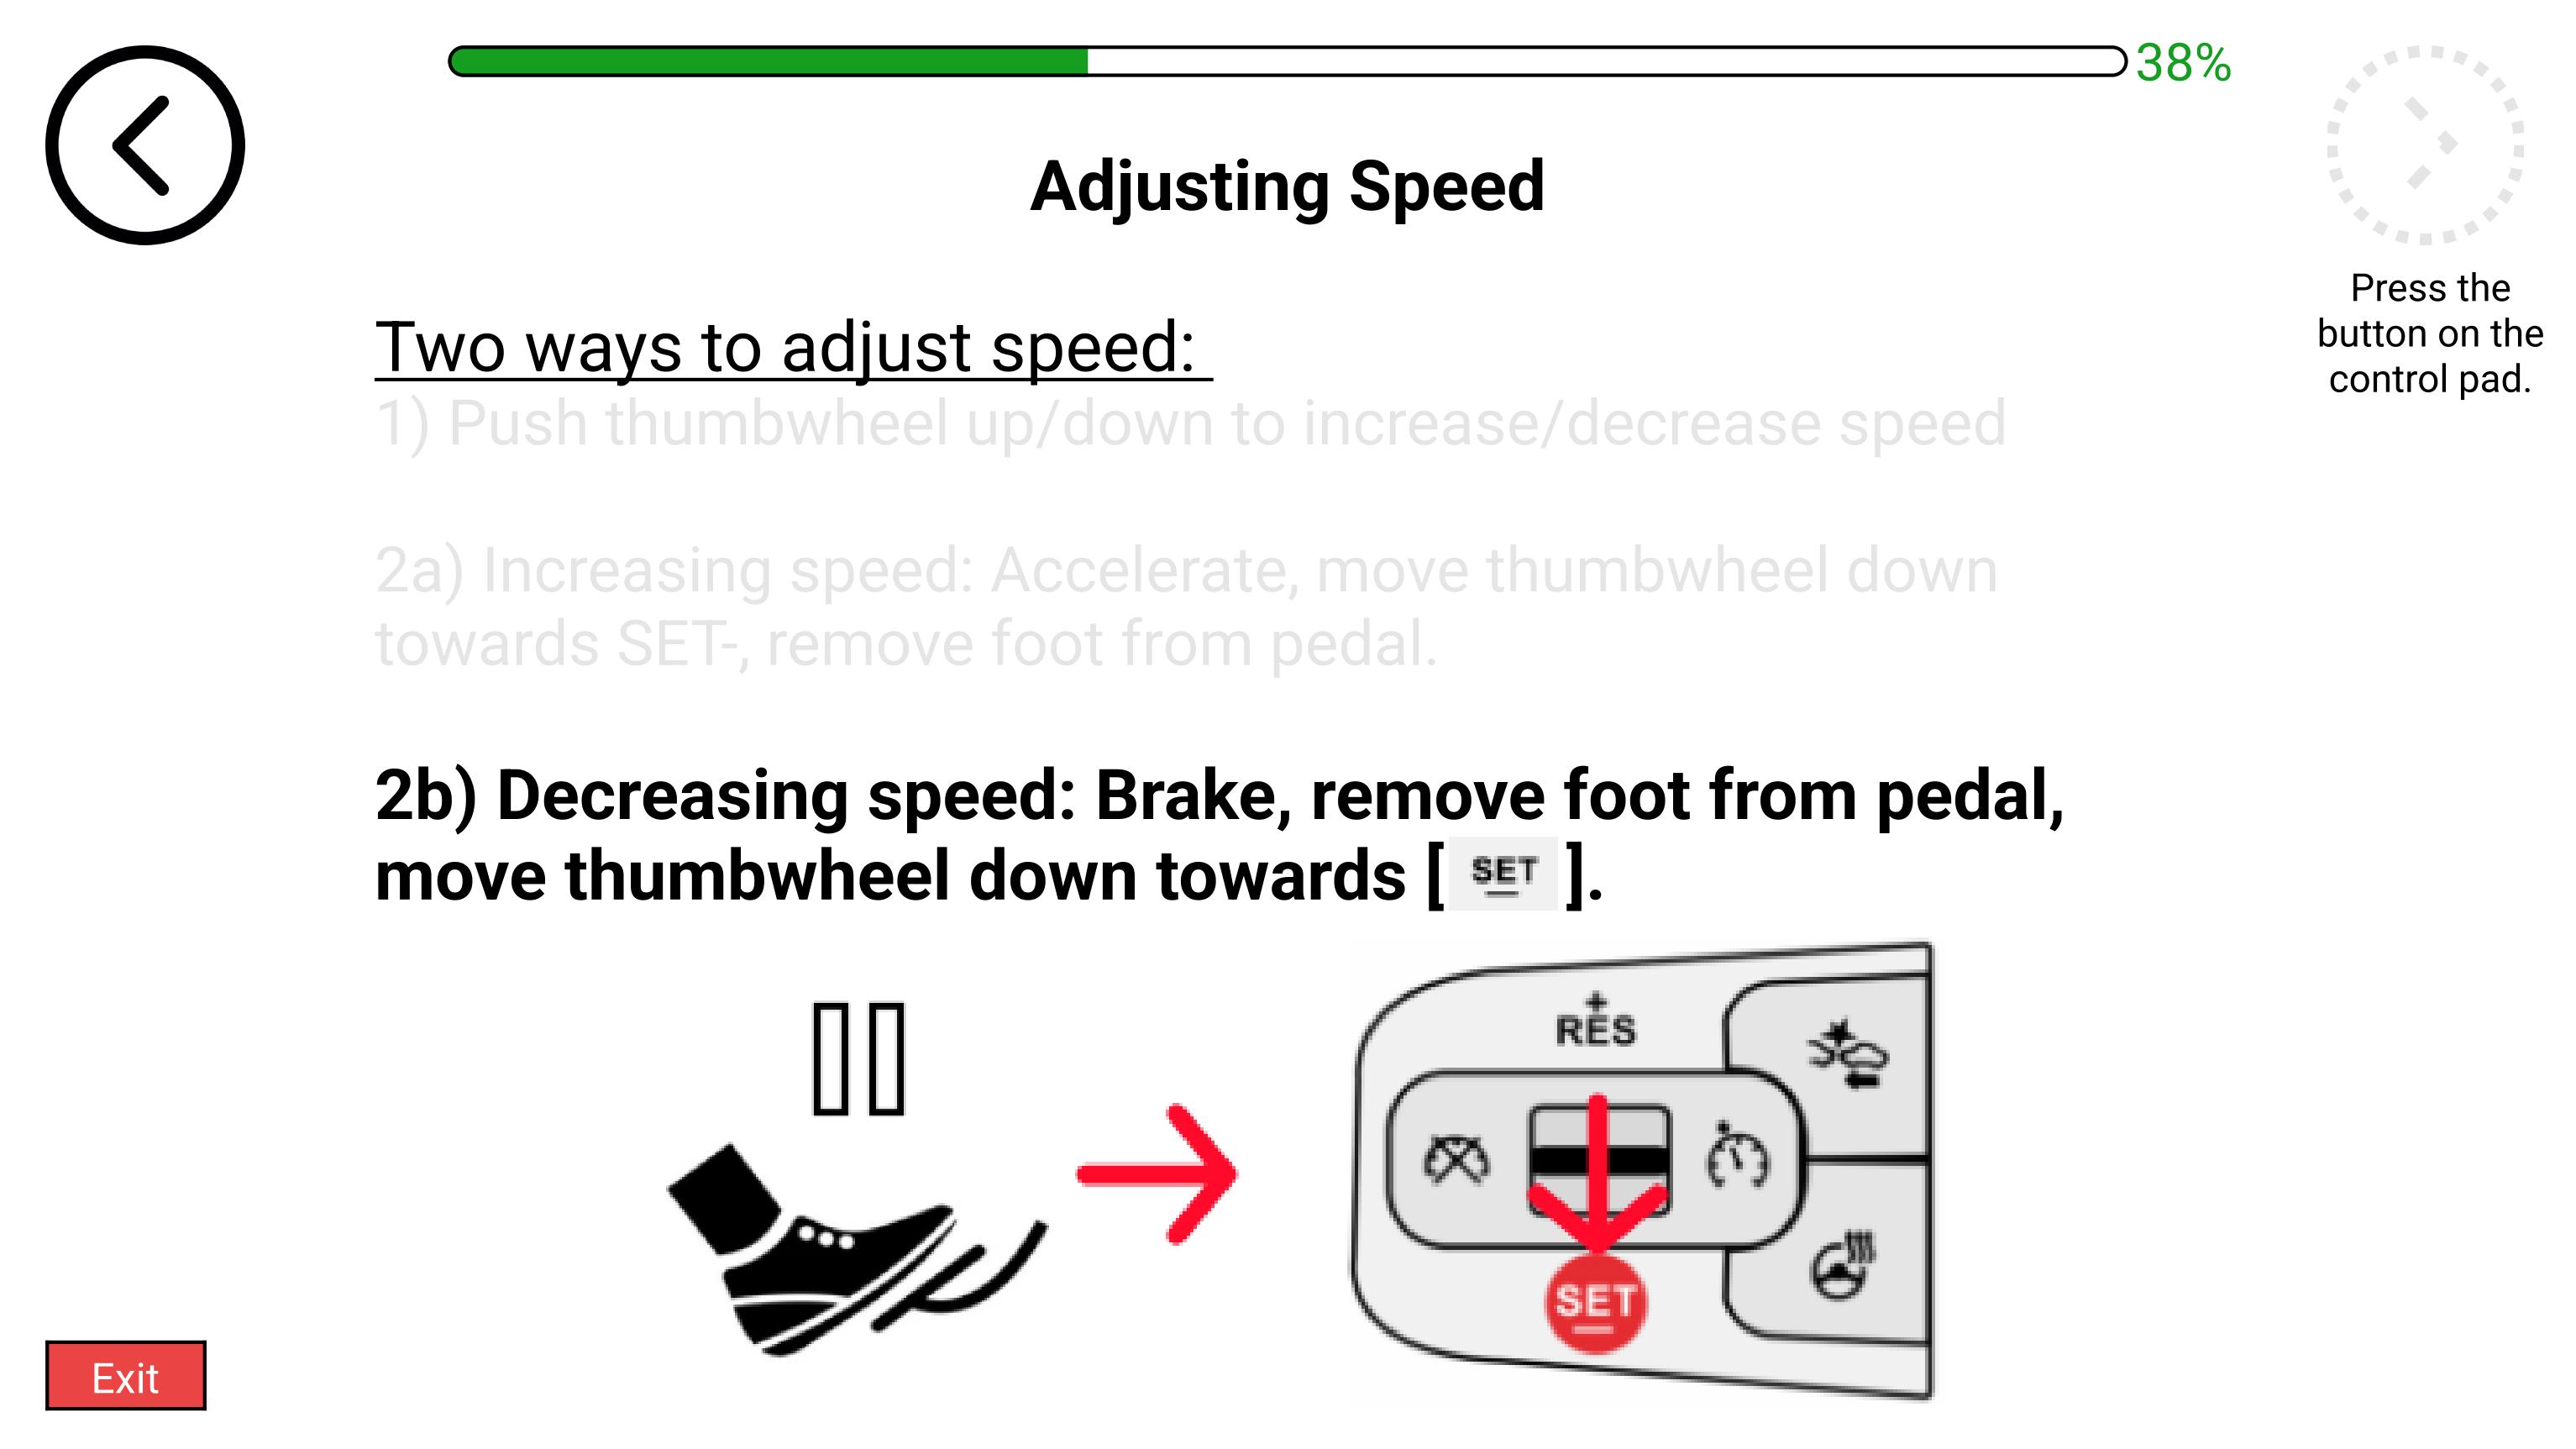 38%
Adjusting Speed
Press the
button on the
control pad.
Two ways to adjust speed:
1) Push thumbwheel up/down to increase/decrease speed
2a) Increasing speed: Accelerate, move thumbwheel down
towards SET-, remove foot from pedal.
2b) Decreasing speed: Brake, remove foot from pedal,
move thumbwheel down towards [ SET ].
+
RES
SET
Exit